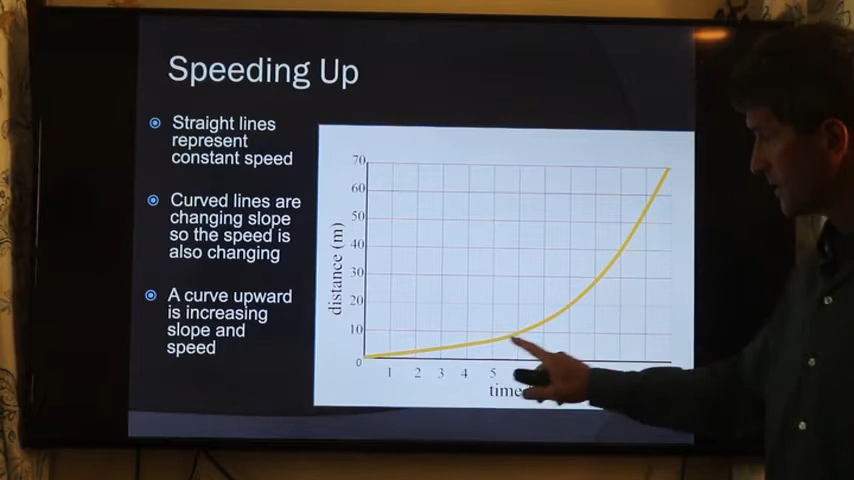 Speeding Up
Straight lines
represent
constant speed
Curved lines are
changing slope
so the speed is
also changing
A curve upward
is increasing
slope and
speed
distance (m)
70
60
50
40
30
20
10
0
1 2 3 4 5
time